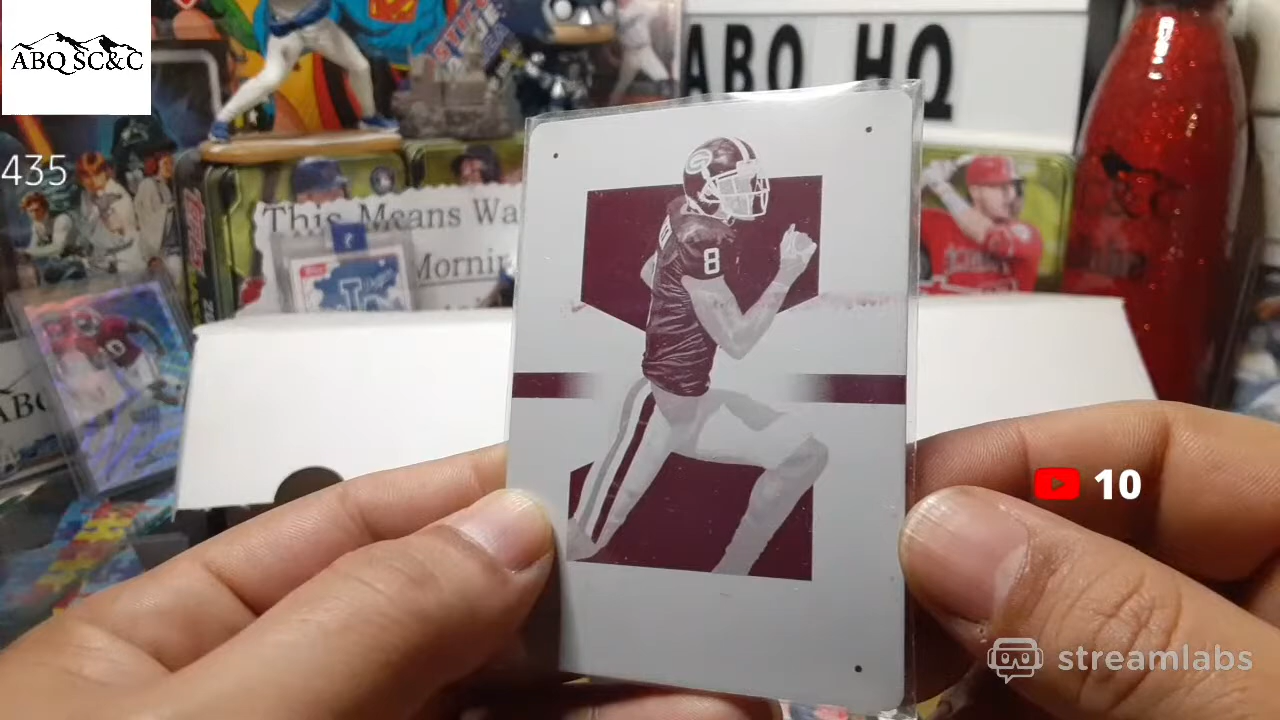 ABQ SC&C
ABQ HQ
435
This Means Wa
Mornin
G
8
10
streamlabs